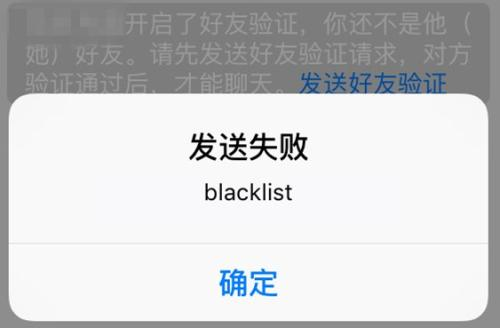 开启了好友验证，你还不是他（
她）好友。请先发送好友验证请求，对方
验证通过后，才能聊天。发送好友验证
发送失败
blacklist
确定